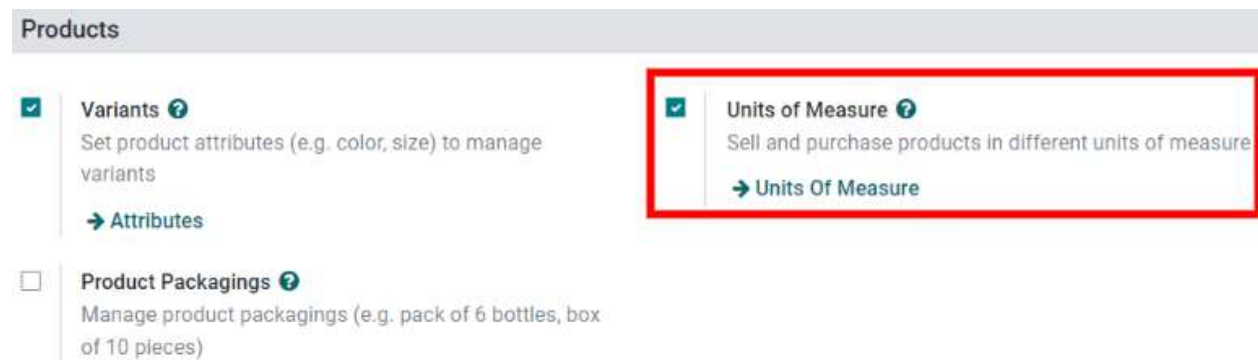 Products
Variants
Set product attributes (e.g. color, size) to manage
variants
Attributes
Units of Measure
Sell and purchase products in different units of measure
Units Of Measure
Product Packagings
Manage product packagings (e.g. pack of 6 bottles, box
of 10 pieces)